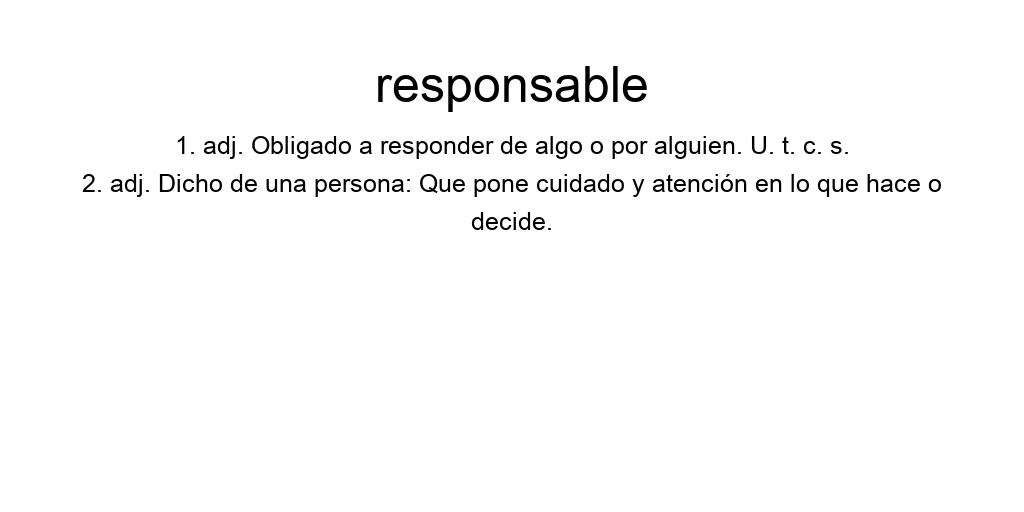 responsable
1. adj. Obligado a responder de algo o por alguien. U. t. c. s.
2. adj. Dicho de una persona: Que pone cuidado y atención en lo que hace o
decide.